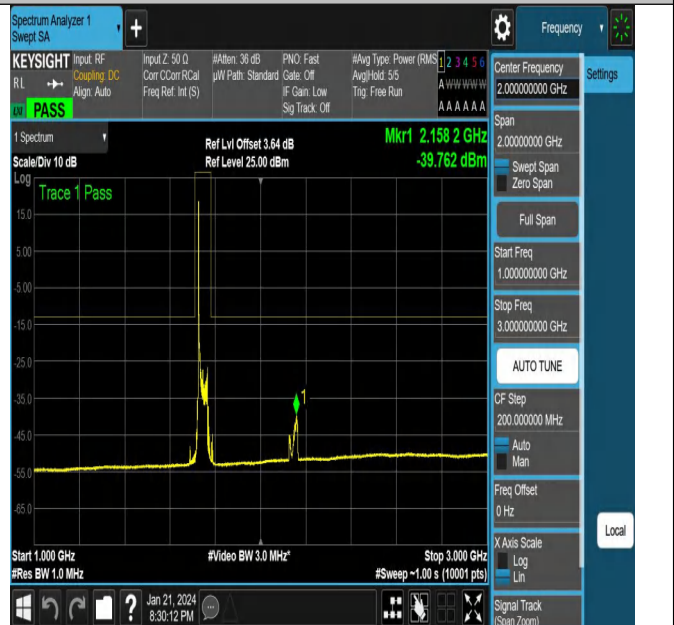 Spectrum Analyzer 1
Swept SA
+
Frequency
KEYSIGHT
RL
LXI
PASS
Input: RF
Coupling: DC
Align: Auto
Input Z: 50 Ω
Corr CCorr RCal
Freq Ref: Int (S)
#Atten: 36 dB
µW Path: Standard
PNO: Fast
Gate: Off
IF Gain: Low
Sig Track: Off
#Avg Type: Power (RMS
Avg|Hold: 5/5
Trig: Free Run
1 2 3 4 5 6
A W W W W W
A A A A A A
1 Spectrum
Scale/Div 10 dB
Ref Lvl Offset 3.64 dB
Ref Level 25.00 dBm
Mkr1 2.158 2 GHz
-39.762 dBm
Log
Trace 1 Pass
15.0
5.00
-5.00
-15.0
-25.0
-35.0
-45.0
-55.0
-65.0
1
Start 1.000 GHz
#Res BW 1.0 MHz
#Video BW 3.0 MHz*
Stop 3.000 GHz
#Sweep ~1.00 s (10001 pts)
?
Jan 21, 2024
8:30:12 PM
Center Frequency
2.00000000 GHz
Settings
Span
2.00000000 GHz
Swept Span
Zero Span
Full Span
Start Freq
1.000000000 GHz
Stop Freq
3.000000000 GHz
AUTO TUNE
CF Step
200.000000 MHz
Auto
Man
Freq Offset
0 Hz
X Axis Scale
Log
Lin
Local
Signal Track
(Span Zoom)